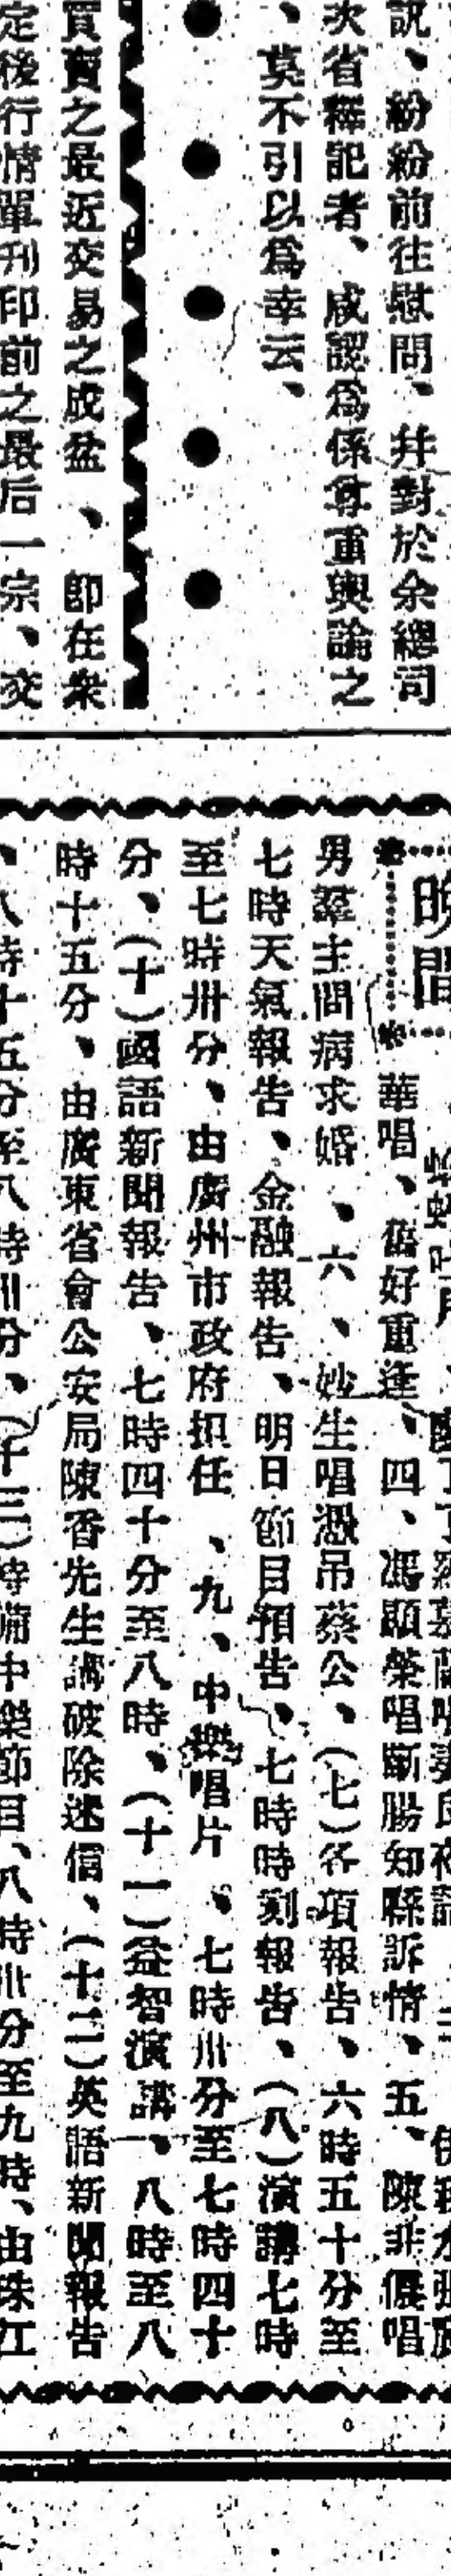 訊、紛紛前往慰問、幷對於余總司
次省釋記者、咸認爲係尊重輿論之
、莫不引以爲幸云、
買賣之最近交易之成盆、卽在衆
定後行情單刋印前之最后一宗、交
晚間
華唱、舊好重逢、四、馮顯榮唱斷腸知縣訴情、五、陳非儂唱
男羣主問病求婚、六、妙生唱憑吊蔡公、(七)各項報告、六時五十分至
七時天氣報告、金融報告、明日節目預告、七時時刻報告、(八)演講七時
至七時卅分、由廣州市政府担任、九、中樂唱片、七時卅分至七時四十
分、(十)國語新聞報告、七時四十分至八時、(十一)益智演講、八時至八
時十五分、由廣東省會公安局陳香先生講破除迷信、(十二)英語新聞報告
、八時十五分至八時卅分、(十三)特備中樂節目、八時卅分至九時、由珠江